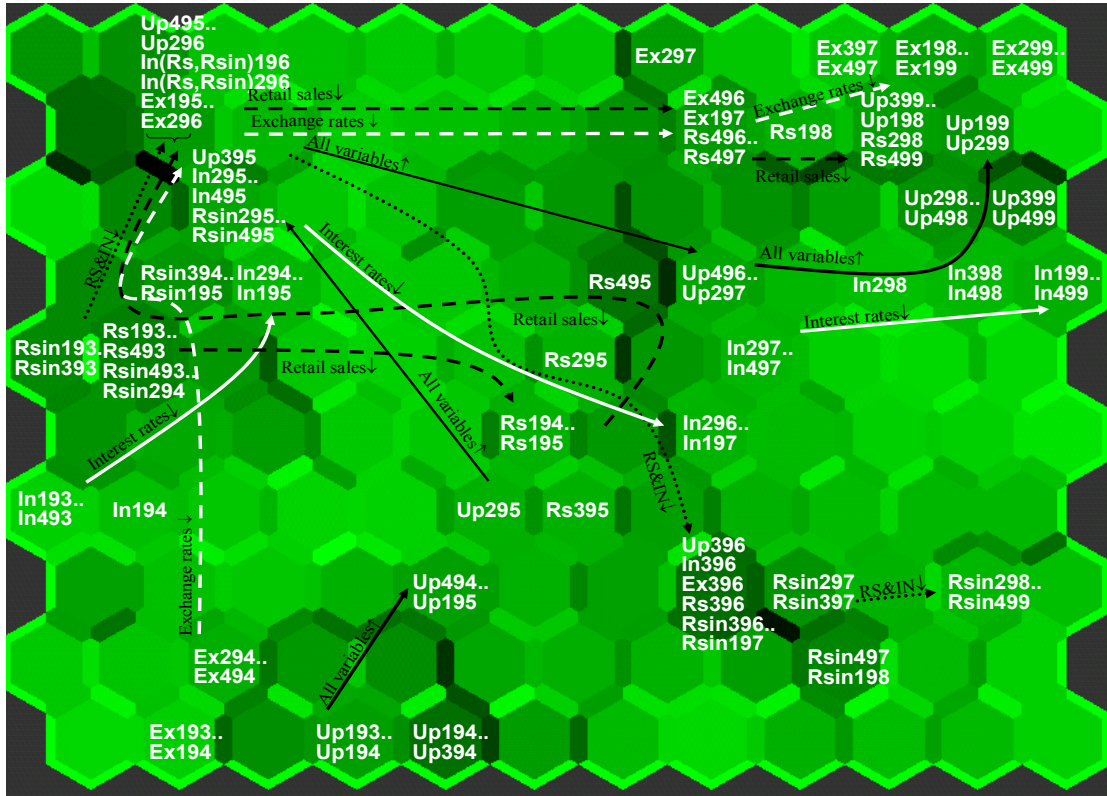 Up495..
Up296
In(Rs,Rsin)196
In(Rs,Rsin)296
Ex195..
Ex296
Ex297
Ex397
Ex497
Ex198..
Ex199
Ex299..
Ex499
Retail sales↓
Exchange rates ↓
All variables↑
Ex496
Ex197
Rs496..
Rs497
Exchange rates ↓
Rs198
Retail sales↓
Up399..
Up198
Rs298
Rs499
Up199
Up299
Up395
In295..
In495
Rsin295..
Rsin495
RS&IN↓
Up298..
Up498
Up399
Up499
Interest rates↓
Rsin394..
Rsin195
In294..
In195
Rs495
Up496..
Up297
All variables↑
In298
In398
In498
In199..
In499
Retail sales↓
Interest rates↓
Rsin193..
Rsin393
Rs193..
Rs493
Rsin493..
Rsin294
Retail sales↓
Rs295
In297..
In497
All variables↑
Rs194..
Rs195
In296..
In197
Interest rates↓
RS&IN↓
In193..
In493
In194
Up295
Rs395
Exchange rates ↓
Up396
In396
Ex396
Rs396
Rsin396..
Rsin197
Rsin297
Rsin397
RS&IN↓
Rsin298..
Rsin499
Up494..
Up195
All variables↑
Ex294..
Ex494
Rsin497
Rsin198
Ex193..
Ex194
Up193..
Up194
Up194..
Up394